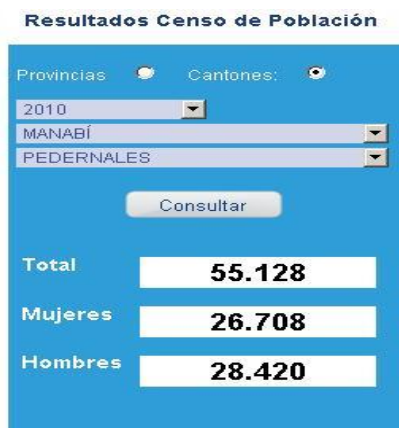 Resultados Censo de Población
Provincias Cantones:
2010
MANABÍ
PEDERNALES
Consultar
Total 55.128
Mujeres 26.708
Hombres 28.420